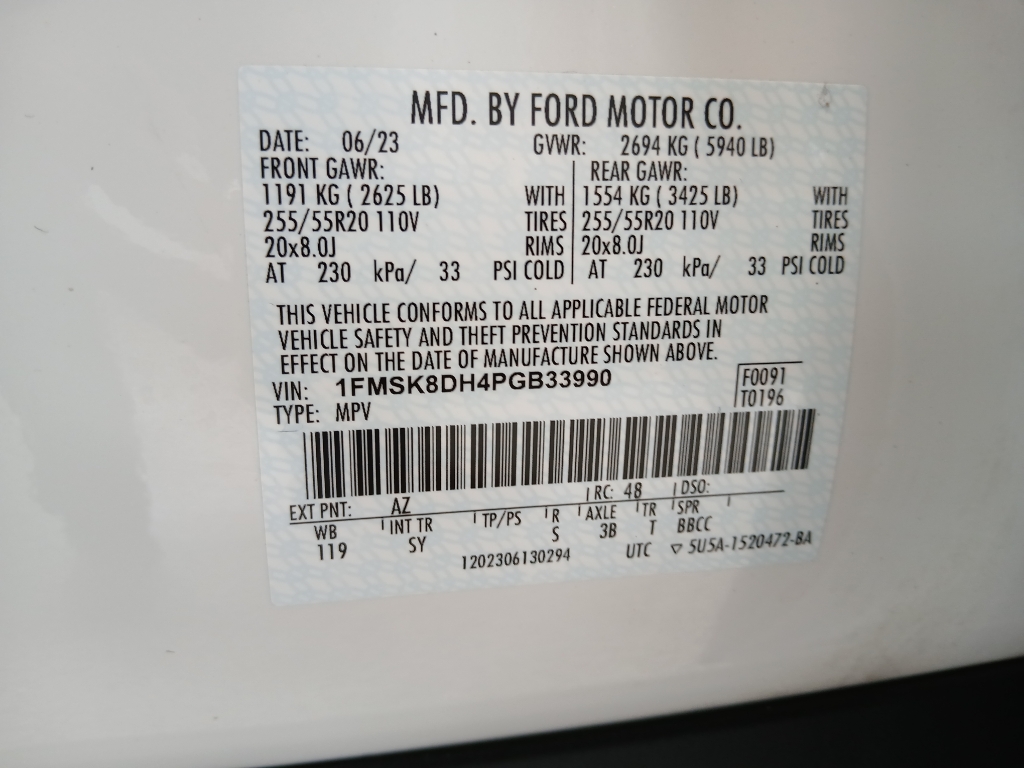 MFD. BY FORD MOTOR CO.
DATE: 06/23 GVWR: 2694 KG ( 5940 LB)
FRONT GAWR: REAR GAWR:
1191 KG ( 2625 LB) WITH 1554 KG ( 3425 LB) WITH
255/55R20 110V TIRES 255/55R20 110V TIRES
20x8.0J RIMS 20x8.0J RIMS
AT 230 kPa/ 33 PSI COLD AT 230 kPa/ 33 PSI COLD
THIS VEHICLE CONFORMS TO ALL APPLICABLE FEDERAL MOTOR
VEHICLE SAFETY AND THEFT PREVENTION STANDARDS IN
EFFECT ON THE DATE OF MANUFACTURE SHOWN ABOVE.
VIN: 1FMSK8DH4PGB33990 F0091
TYPE: MPV T0196
EXT PNT: AZ RC: 48 DSO:
WB INT TR TP/PS R AXLE TR SPR
119 SY S 3B T BBCC
1202306130294 UTC ▽ 5U5A-1520472-BA